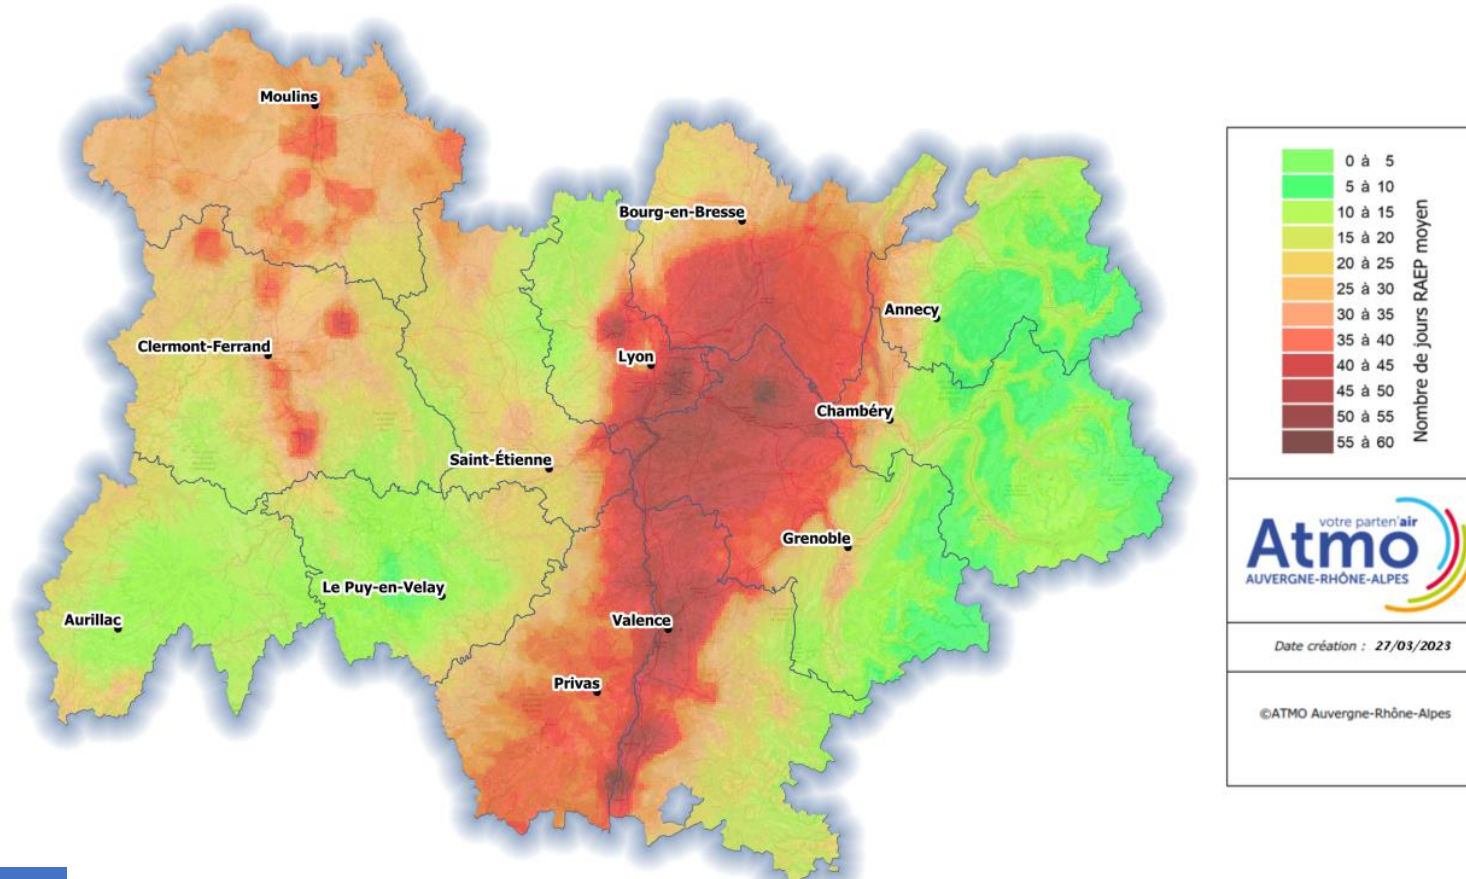 Moulins
Bourg-en-Bresse
Annecy
Clermont-Ferrand
Lyon
Chambéry
Saint-Étienne
Grenoble
Le Puy-en-Velay
Aurillac
Valence
Privas
0 à 5
5 à 10
10 à 15
15 à 20
20 à 25
25 à 30
30 à 35
35 à 40
40 à 45
45 à 50
50 à 55
55 à 60
Nombre de jours RAEP moyen
votre parten'air
Atmo
AUVERGNE-RHÔNE-ALPES
Date création : 27/03/2023
©ATMO Auvergne-Rhône-Alpes